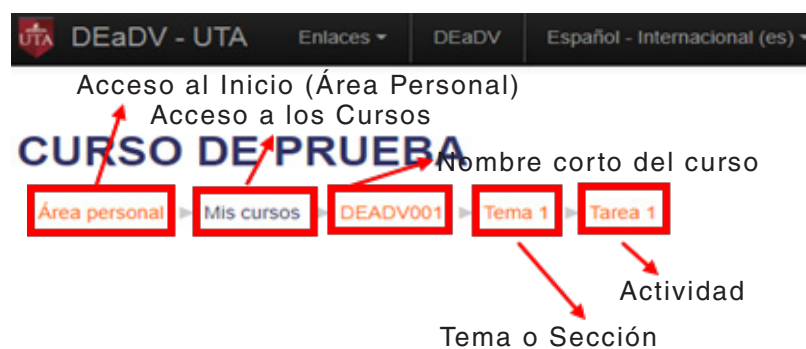 UTA DEaDV - UTA Enlaces DEaDV Español - Internacional (es)
Acceso al Inicio (Área Personal)
Acceso a los Cursos
CURSO DE PRUEBA
Nombre corto del curso
Área personal Mis cursos DEADV001 Tema 1 Tarea 1
Actividad
Tema o Sección